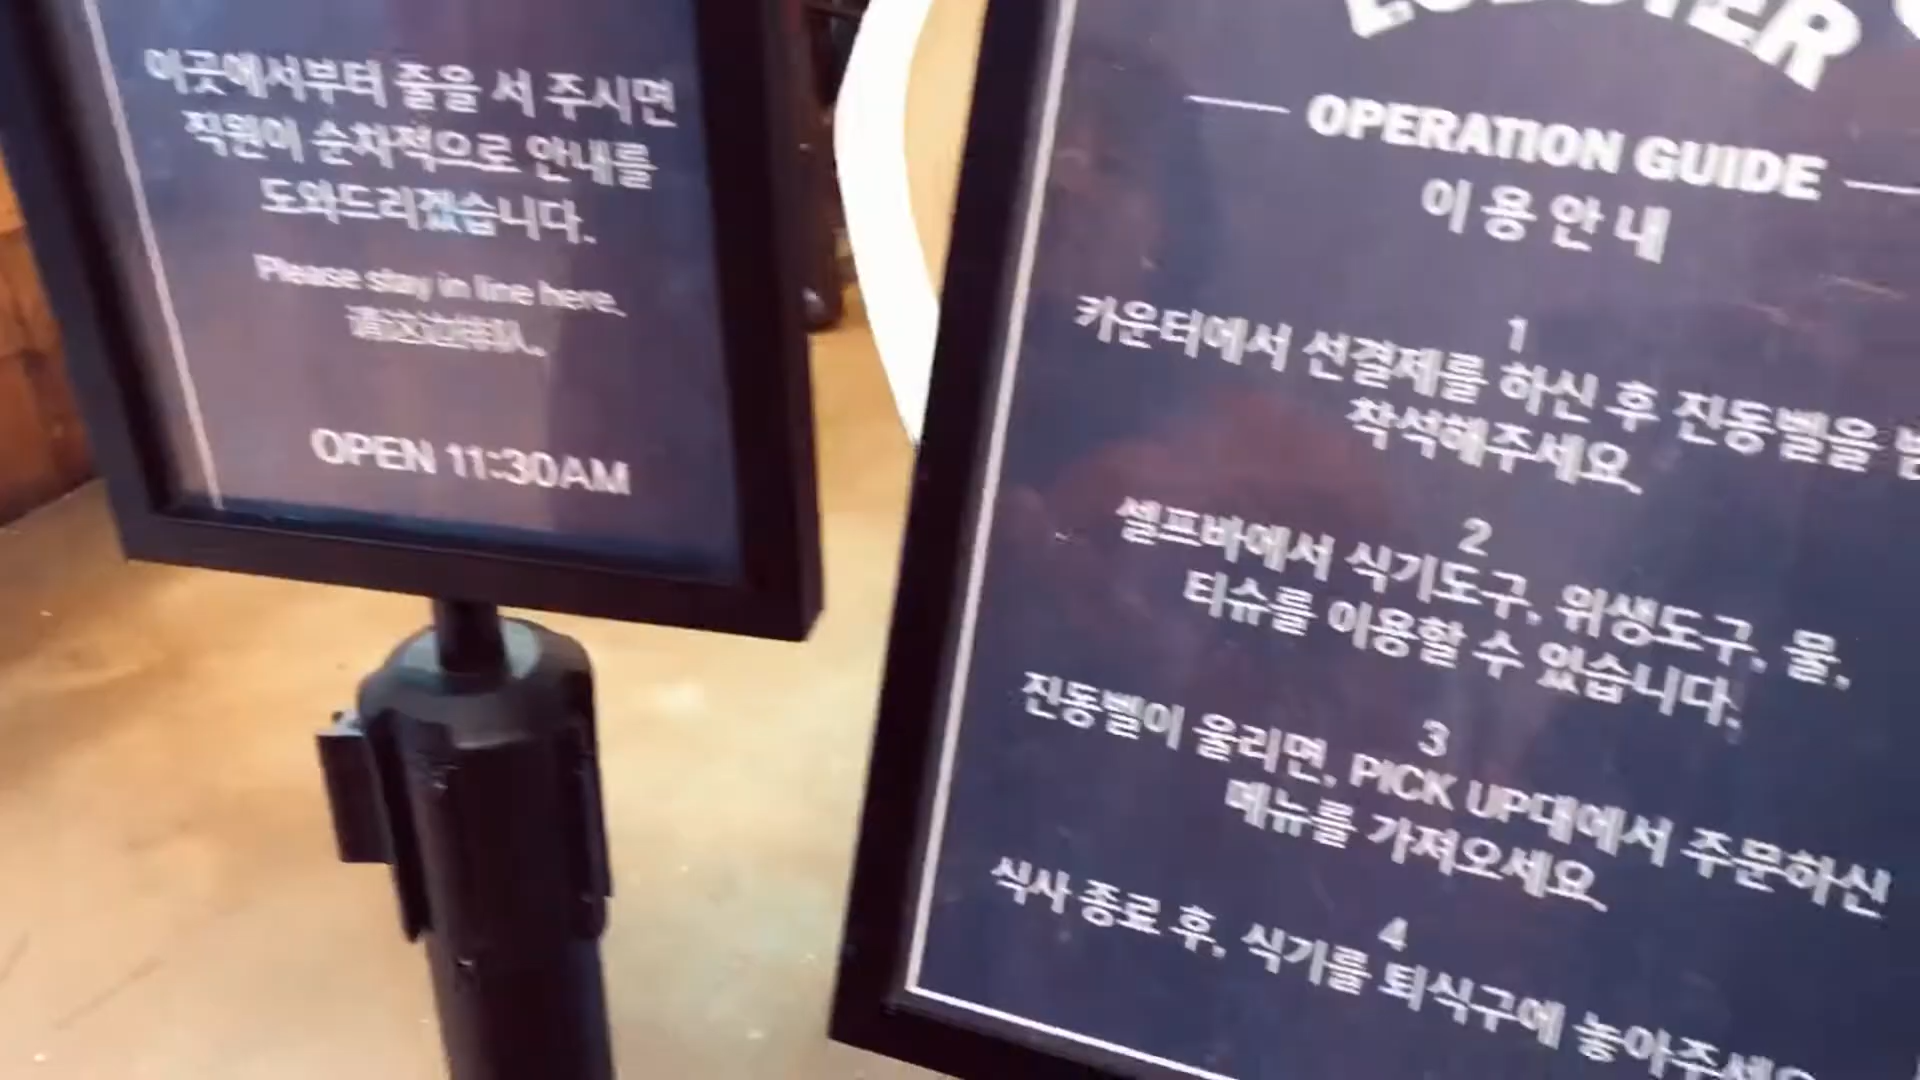 이곳에서부터 줄을 서 주시면
직원이 순차적으로 안내를
도와드리겠습니다.
Please stay in line here.
OPEN 11:30AM
LOBSTER
OPERATION GUIDE
이용안내
1
카운터에서 선결제를 하신 후 진동벨을
착석해주세요.
2
셀프바에서 식기도구, 위생도구, 물,
티슈를 이용할 수 있습니다.
3
진동벨이 울리면, PICK UP대에서 주문하신
메뉴를 가져오세요.
4
식사 종료 후, 식기를 퇴식구에 놓아주세요